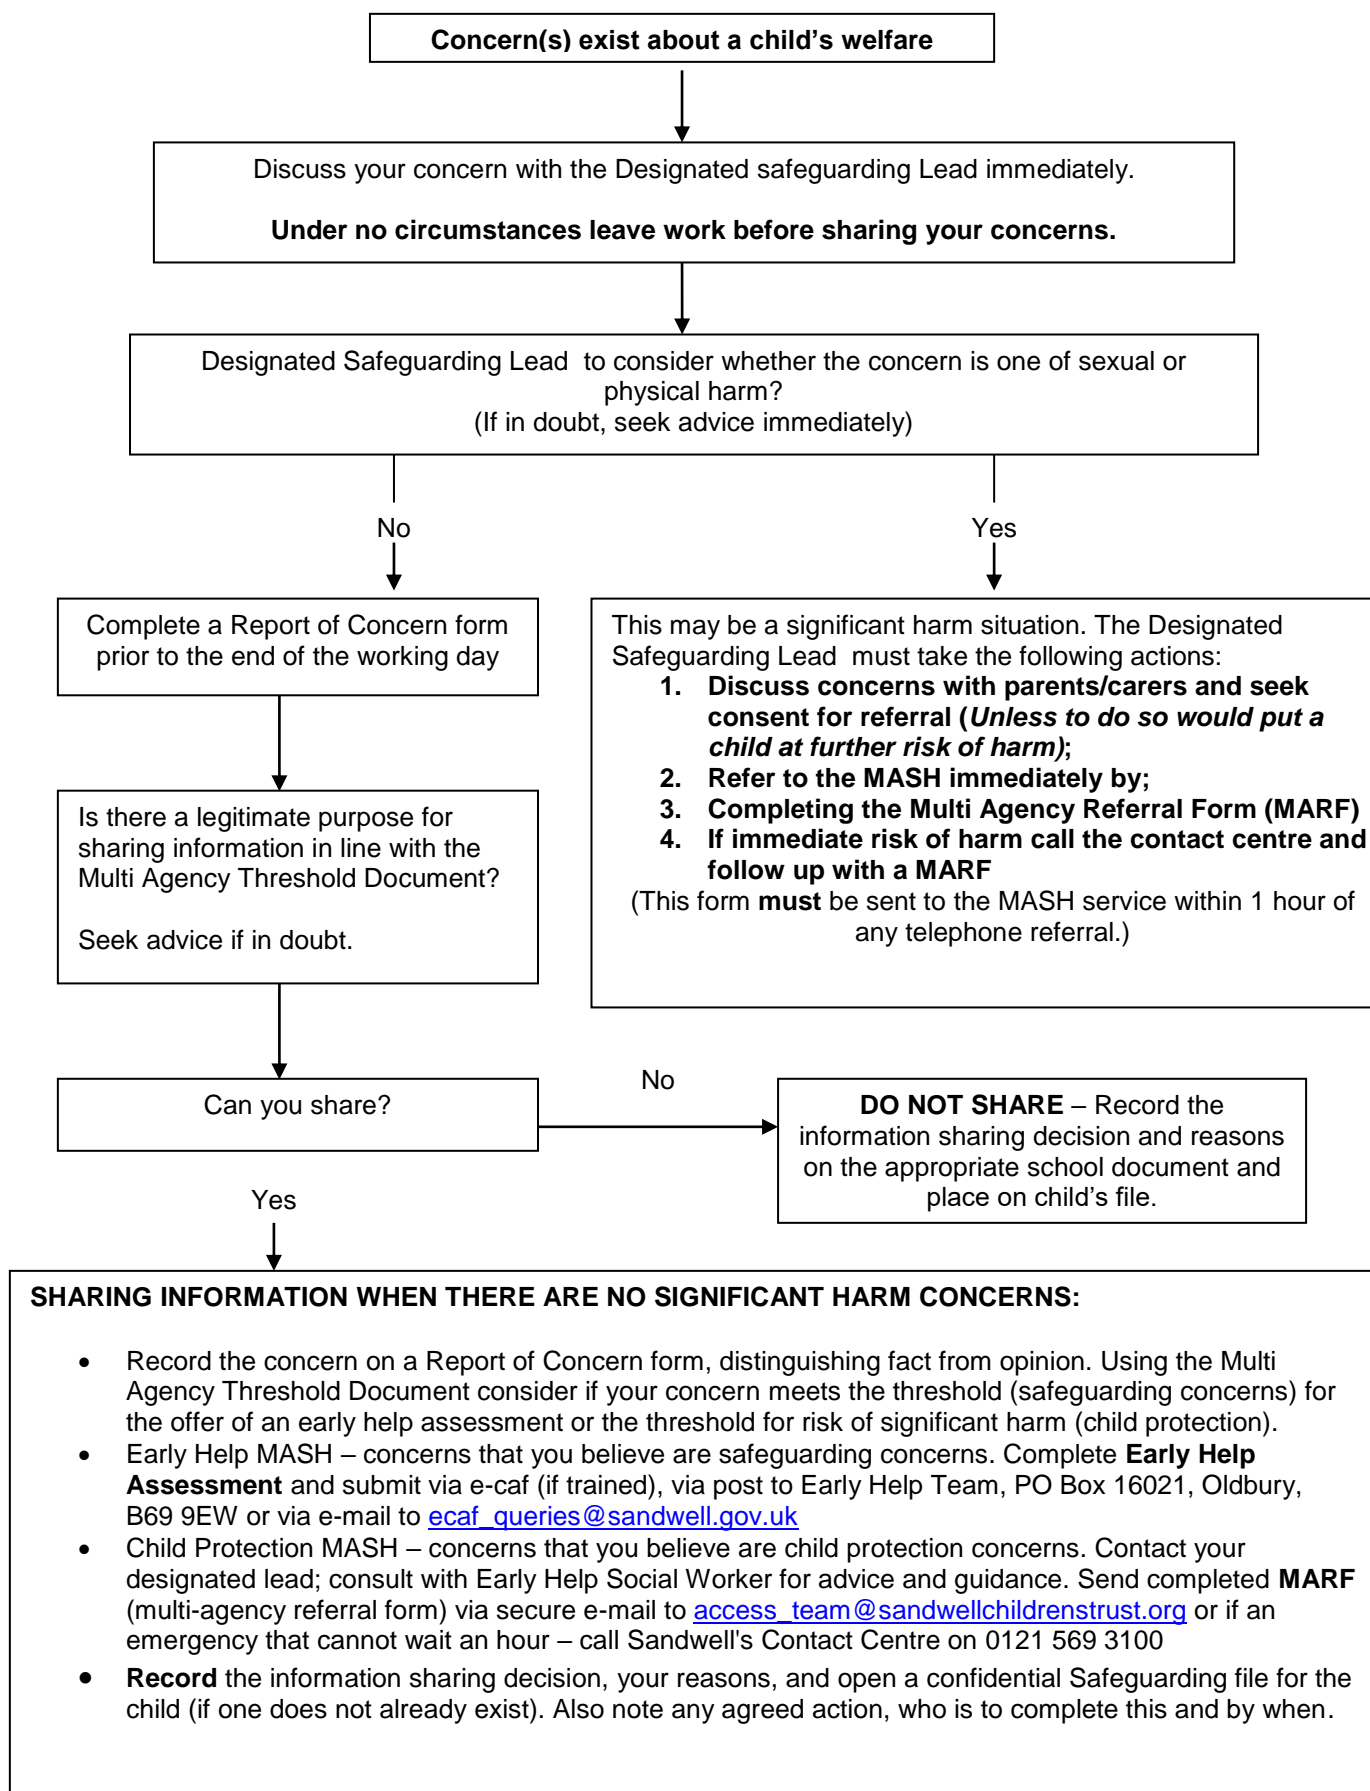 Concern(s) exist about a child's welfare
Discuss your concern with the Designated safeguarding Lead immediately.
Under no circumstances leave work before sharing your concerns.
Designated Safeguarding Lead  to consider whether the concern is one of sexual or
physical harm?
(If in doubt, seek advice immediately)
No
Yes
Complete a Report of Concern form
prior to the end of the working day
Is there a legitimate purpose for
sharing information in line with the
Multi Agency Threshold Document?
Seek advice if in doubt.
This may be a significant harm situation. The Designated
Safeguarding Lead  must take the following actions:
1. Discuss concerns with parents/carers and seek
consent for referral (Unless to do so would put a
child at further risk of harm);
2. Refer to the MASH immediately by;
3. Completing the Multi Agency Referral Form (MARF)
4. If immediate risk of harm call the contact centre and
follow up with a MARF
(This form must be sent to the MASH service within 1 hour of
any telephone referral.)
Can you share?
No
DO NOT SHARE – Record the
information sharing decision and reasons
on the appropriate school document and
place on child's file.
Yes
SHARING INFORMATION WHEN THERE ARE NO SIGNIFICANT HARM CONCERNS:
• Record the concern on a Report of Concern form, distinguishing fact from opinion. Using the Multi
Agency Threshold Document consider if your concern meets the threshold (safeguarding concerns) for
the offer of an early help assessment or the threshold for risk of significant harm (child protection).
• Early Help MASH – concerns that you believe are safeguarding concerns. Complete Early Help
Assessment and submit via e-caf (if trained), via post to Early Help Team, PO Box 16021, Oldbury,
B69 9EW or via e-mail to ecaf_queries@sandwell.gov.uk
• Child Protection MASH – concerns that you believe are child protection concerns. Contact your
designated lead; consult with Early Help Social Worker for advice and guidance. Send completed MARF
(multi-agency referral form) via secure e-mail to access_team@sandwellchildrenstrust.org or if an
emergency that cannot wait an hour – call Sandwell's Contact Centre on 0121 569 3100
• Record the information sharing decision, your reasons, and open a confidential Safeguarding file for the
child (if one does not already exist). Also note any agreed action, who is to complete this and by when.